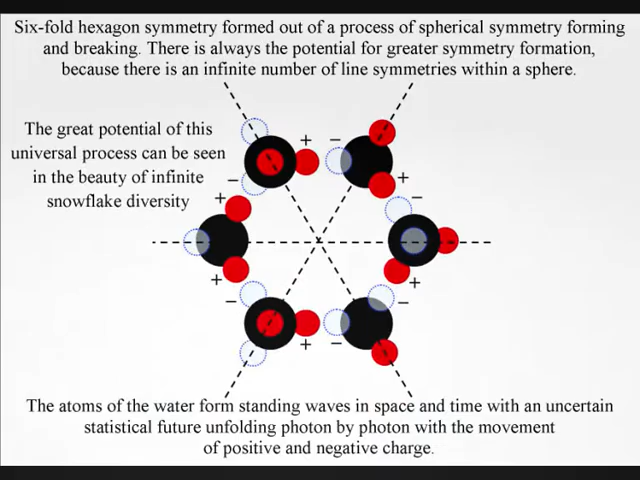 Six-fold hexagon symmetry formed out of a process of spherical symmetry forming
and breaking. There is always the potential for greater symmetry formation,
because there is an infinite number of line symmetries within a sphere.
The great potential of this
universal process can be seen
in the beauty of infinite
snowflake diversity
+ −
− +
+ −
+ +
− −
+ −
The atoms of the water form standing waves in space and time with an uncertain
statistical future unfolding photon by photon with the movement
of positive and negative charge.